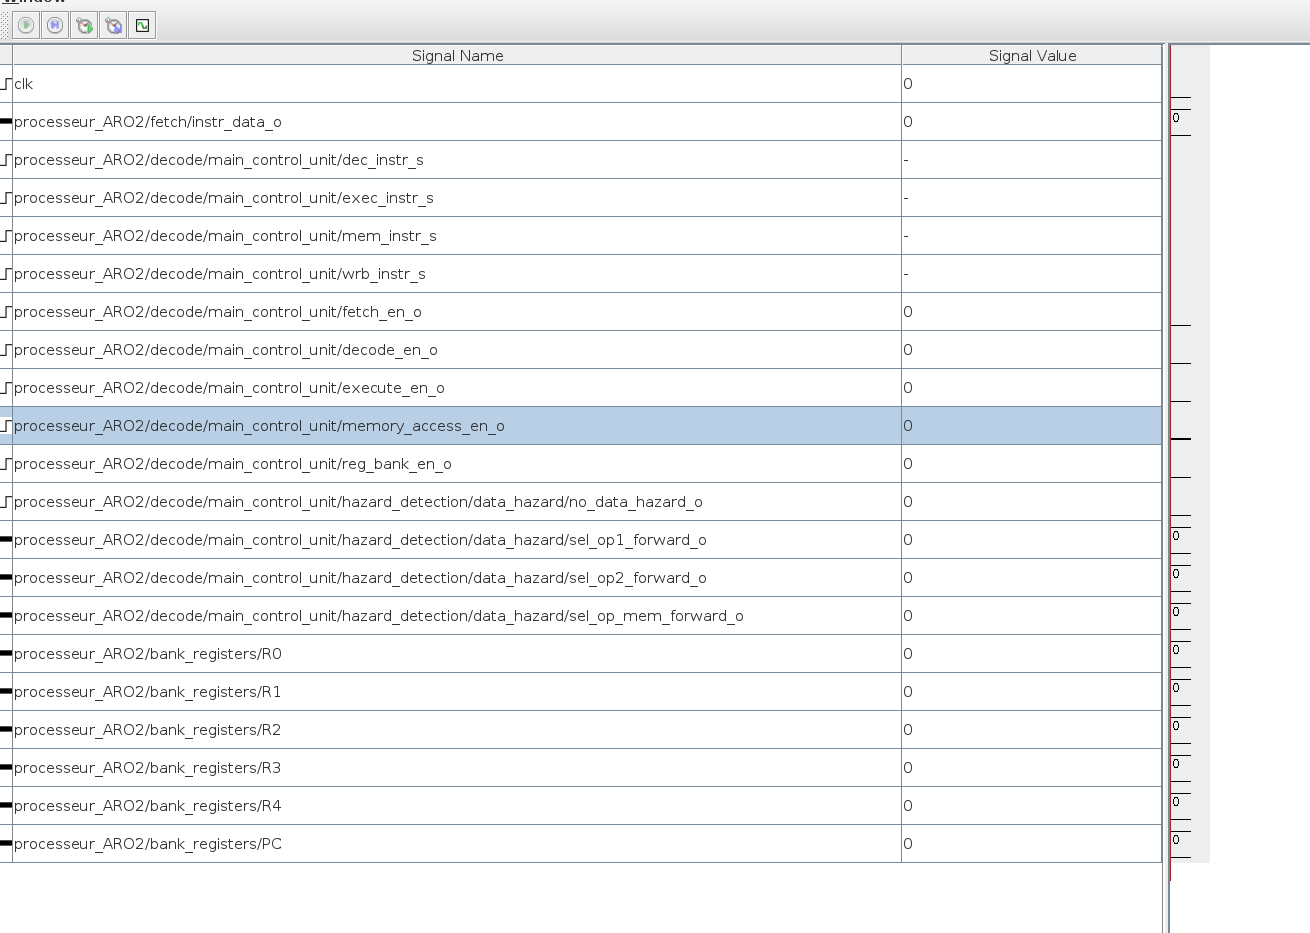 Window
Signal Name Signal Value
clk 0
0
processeur_ARO2/fetch/instr_data_o 0
processeur_ARO2/decode/main_control_unit/dec_instr_s -
processeur_ARO2/decode/main_control_unit/exec_instr_s -
processeur_ARO2/decode/main_control_unit/mem_instr_s -
processeur_ARO2/decode/main_control_unit/wrb_instr_s -
processeur_ARO2/decode/main_control_unit/fetch_en_o 0
processeur_ARO2/decode/main_control_unit/decode_en_o 0
processeur_ARO2/decode/main_control_unit/execute_en_o 0
processeur_ARO2/decode/main_control_unit/memory_access_en_o 0
processeur_ARO2/decode/main_control_unit/reg_bank_en_o 0
processeur_ARO2/decode/main_control_unit/hazard_detection/data_hazard/no_data_hazard_o 0
processeur_ARO2/decode/main_control_unit/hazard_detection/data_hazard/sel_op1_forward_o 0 0
processeur_ARO2/decode/main_control_unit/hazard_detection/data_hazard/sel_op2_forward_o 0 0
processeur_ARO2/decode/main_control_unit/hazard_detection/data_hazard/sel_op_mem_forward_o 0 0
processeur_ARO2/bank_registers/R0 0 0
processeur_ARO2/bank_registers/R1 0 0
processeur_ARO2/bank_registers/R2 0 0
processeur_ARO2/bank_registers/R3 0 0
processeur_ARO2/bank_registers/R4 0 0
processeur_ARO2/bank_registers/PC 0 0